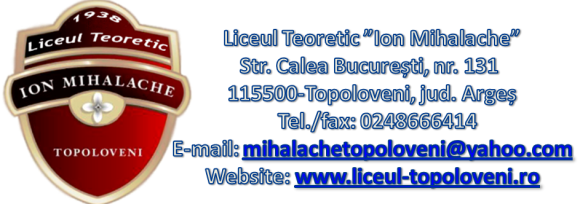 1938
Liceul Teoretic
ION MIHALACHE
TOPOLOVENI
Liceul Teoretic ”Ion Mihalache”
Str. Calea Bucureşti, nr. 131
115500-Topoloveni, jud. Argeş
Tel./fax: 0248666414
E-mail: mihalachetopoloveni@yahoo.com
Website: www.liceul-topoloveni.ro